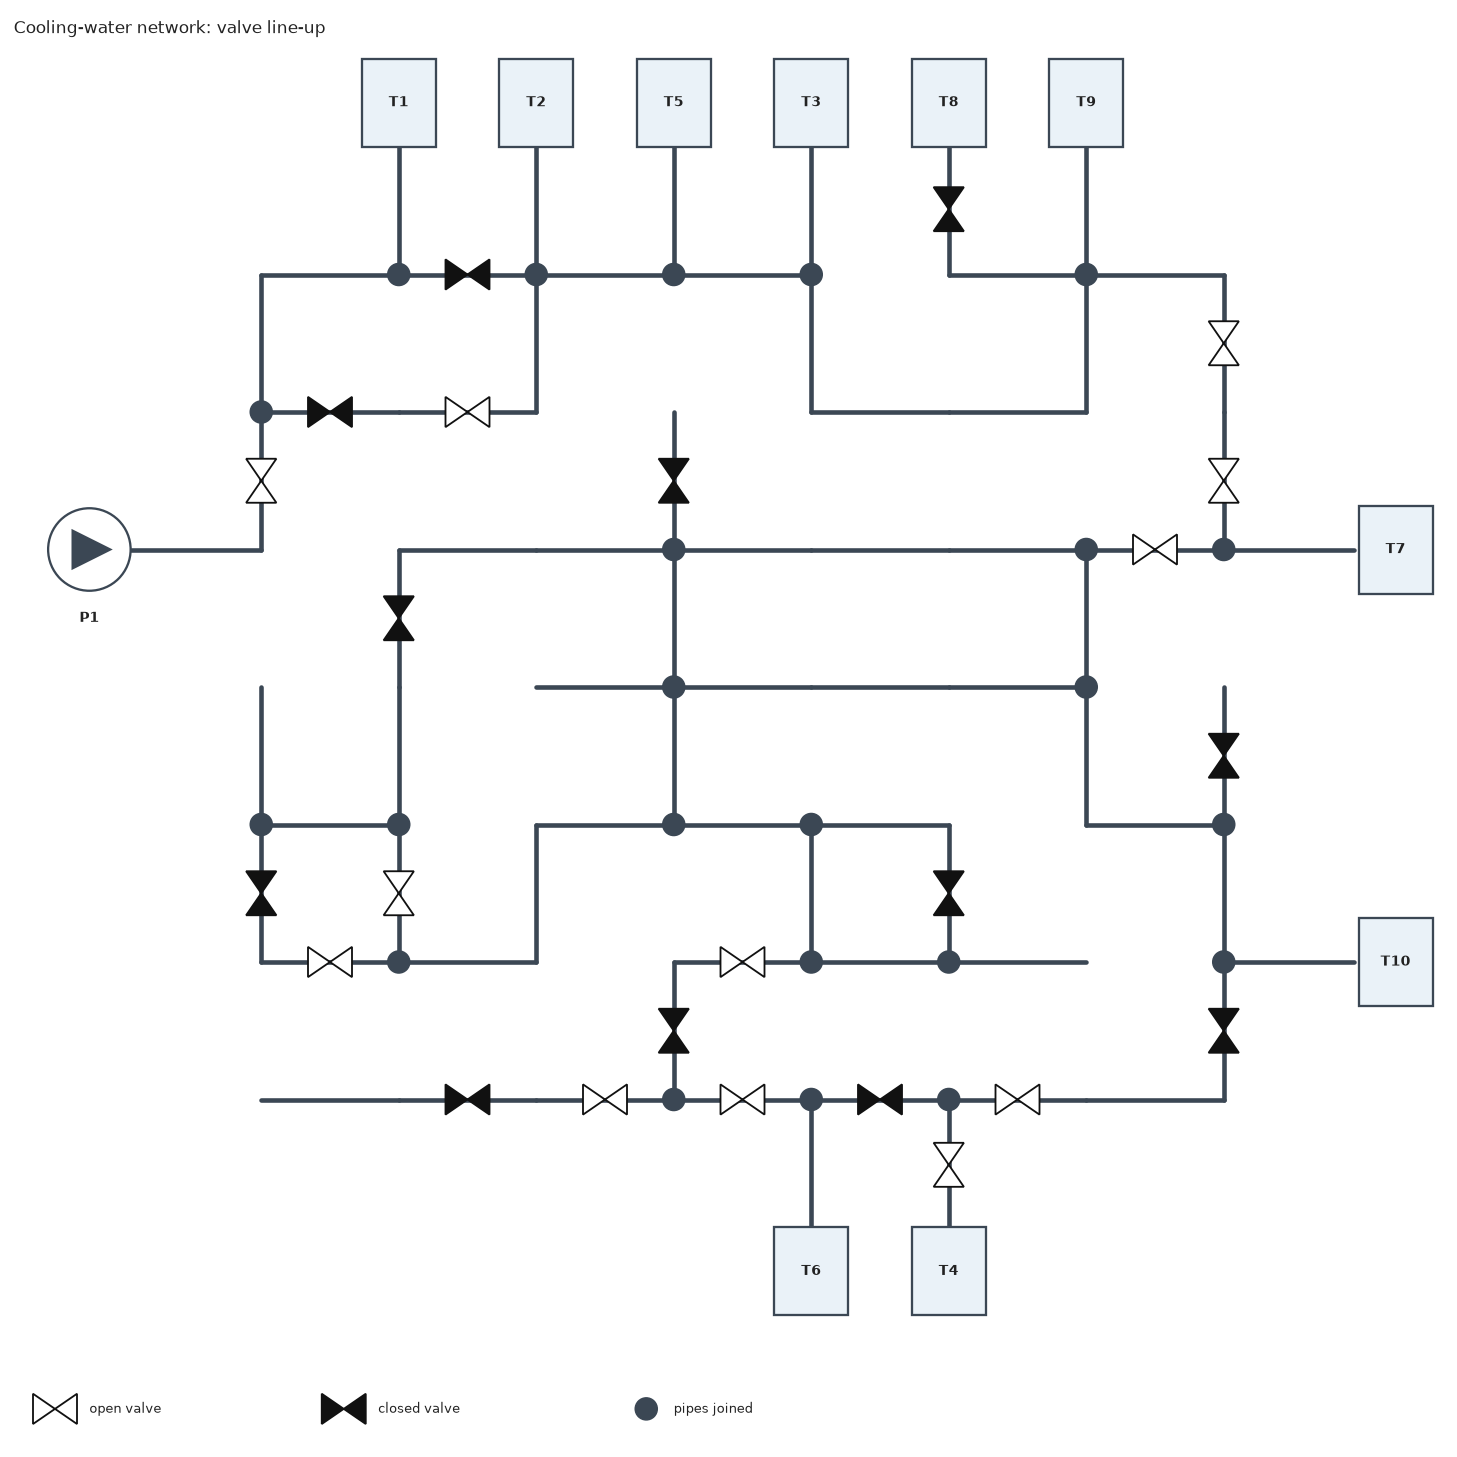 Cooling-water network: valve line-up
T1
T2
T5
T3
T8
T9
T7
P1
T10
T6
T4
open valve
closed valve
pipes joined